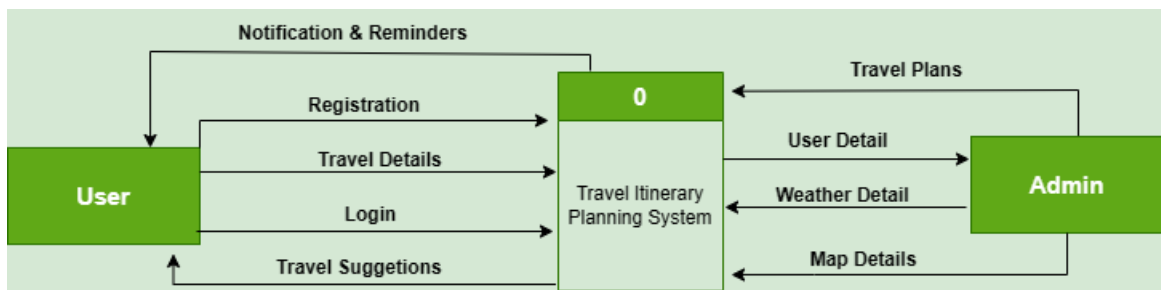 Notification & Reminders
Travel Plans
0
Registration
User Detail
Travel Details
User
Admin
Travel Itinerary
Planning System
Weather Detail
Login
Map Details
Travel Suggetions